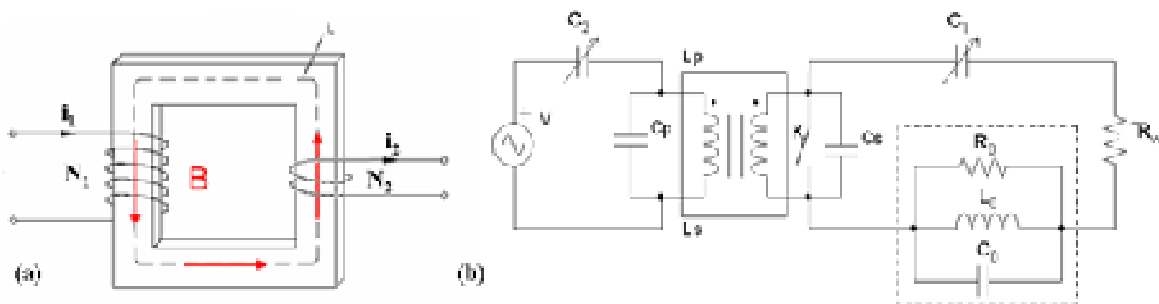 L
i₁
i₂
N₁
B
N₂
(a)
(b)
C₂
C₁
Lp
V
Cp
Cs
R₀
L₀
C₀
Ls